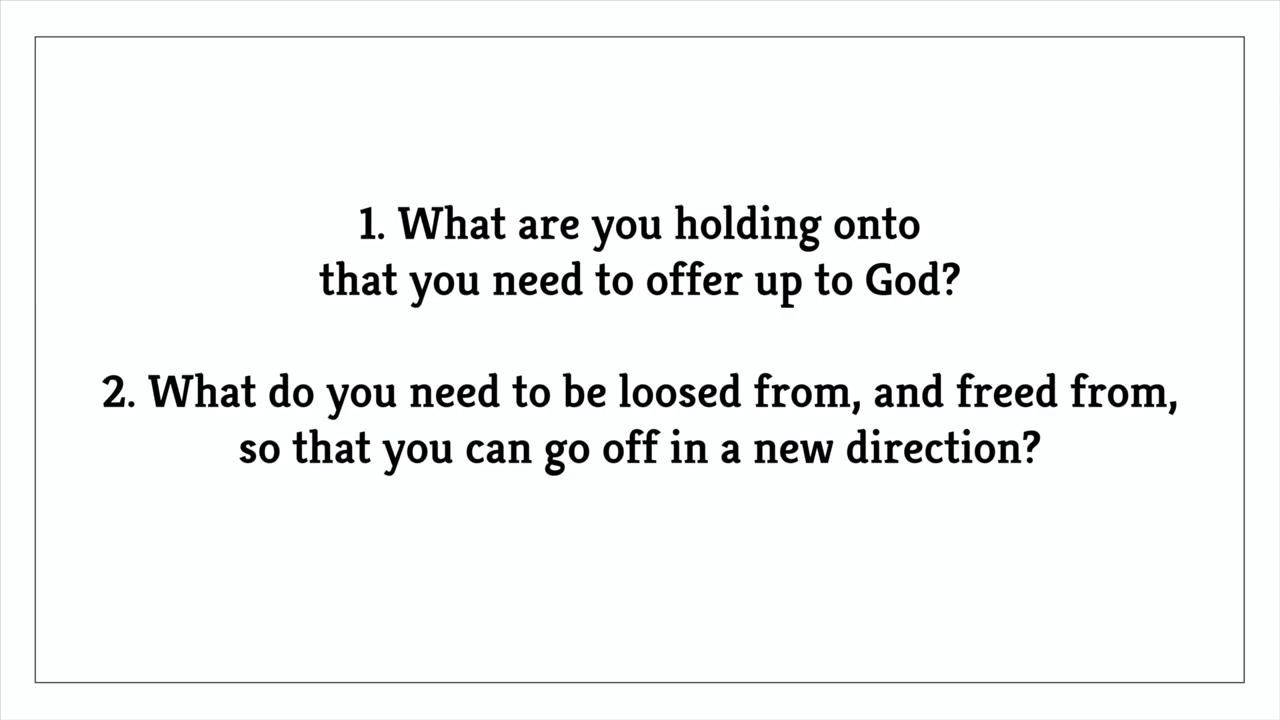 1. What are you holding onto
that you need to offer up to God?
2. What do you need to be loosed from, and freed from,
so that you can go off in a new direction?